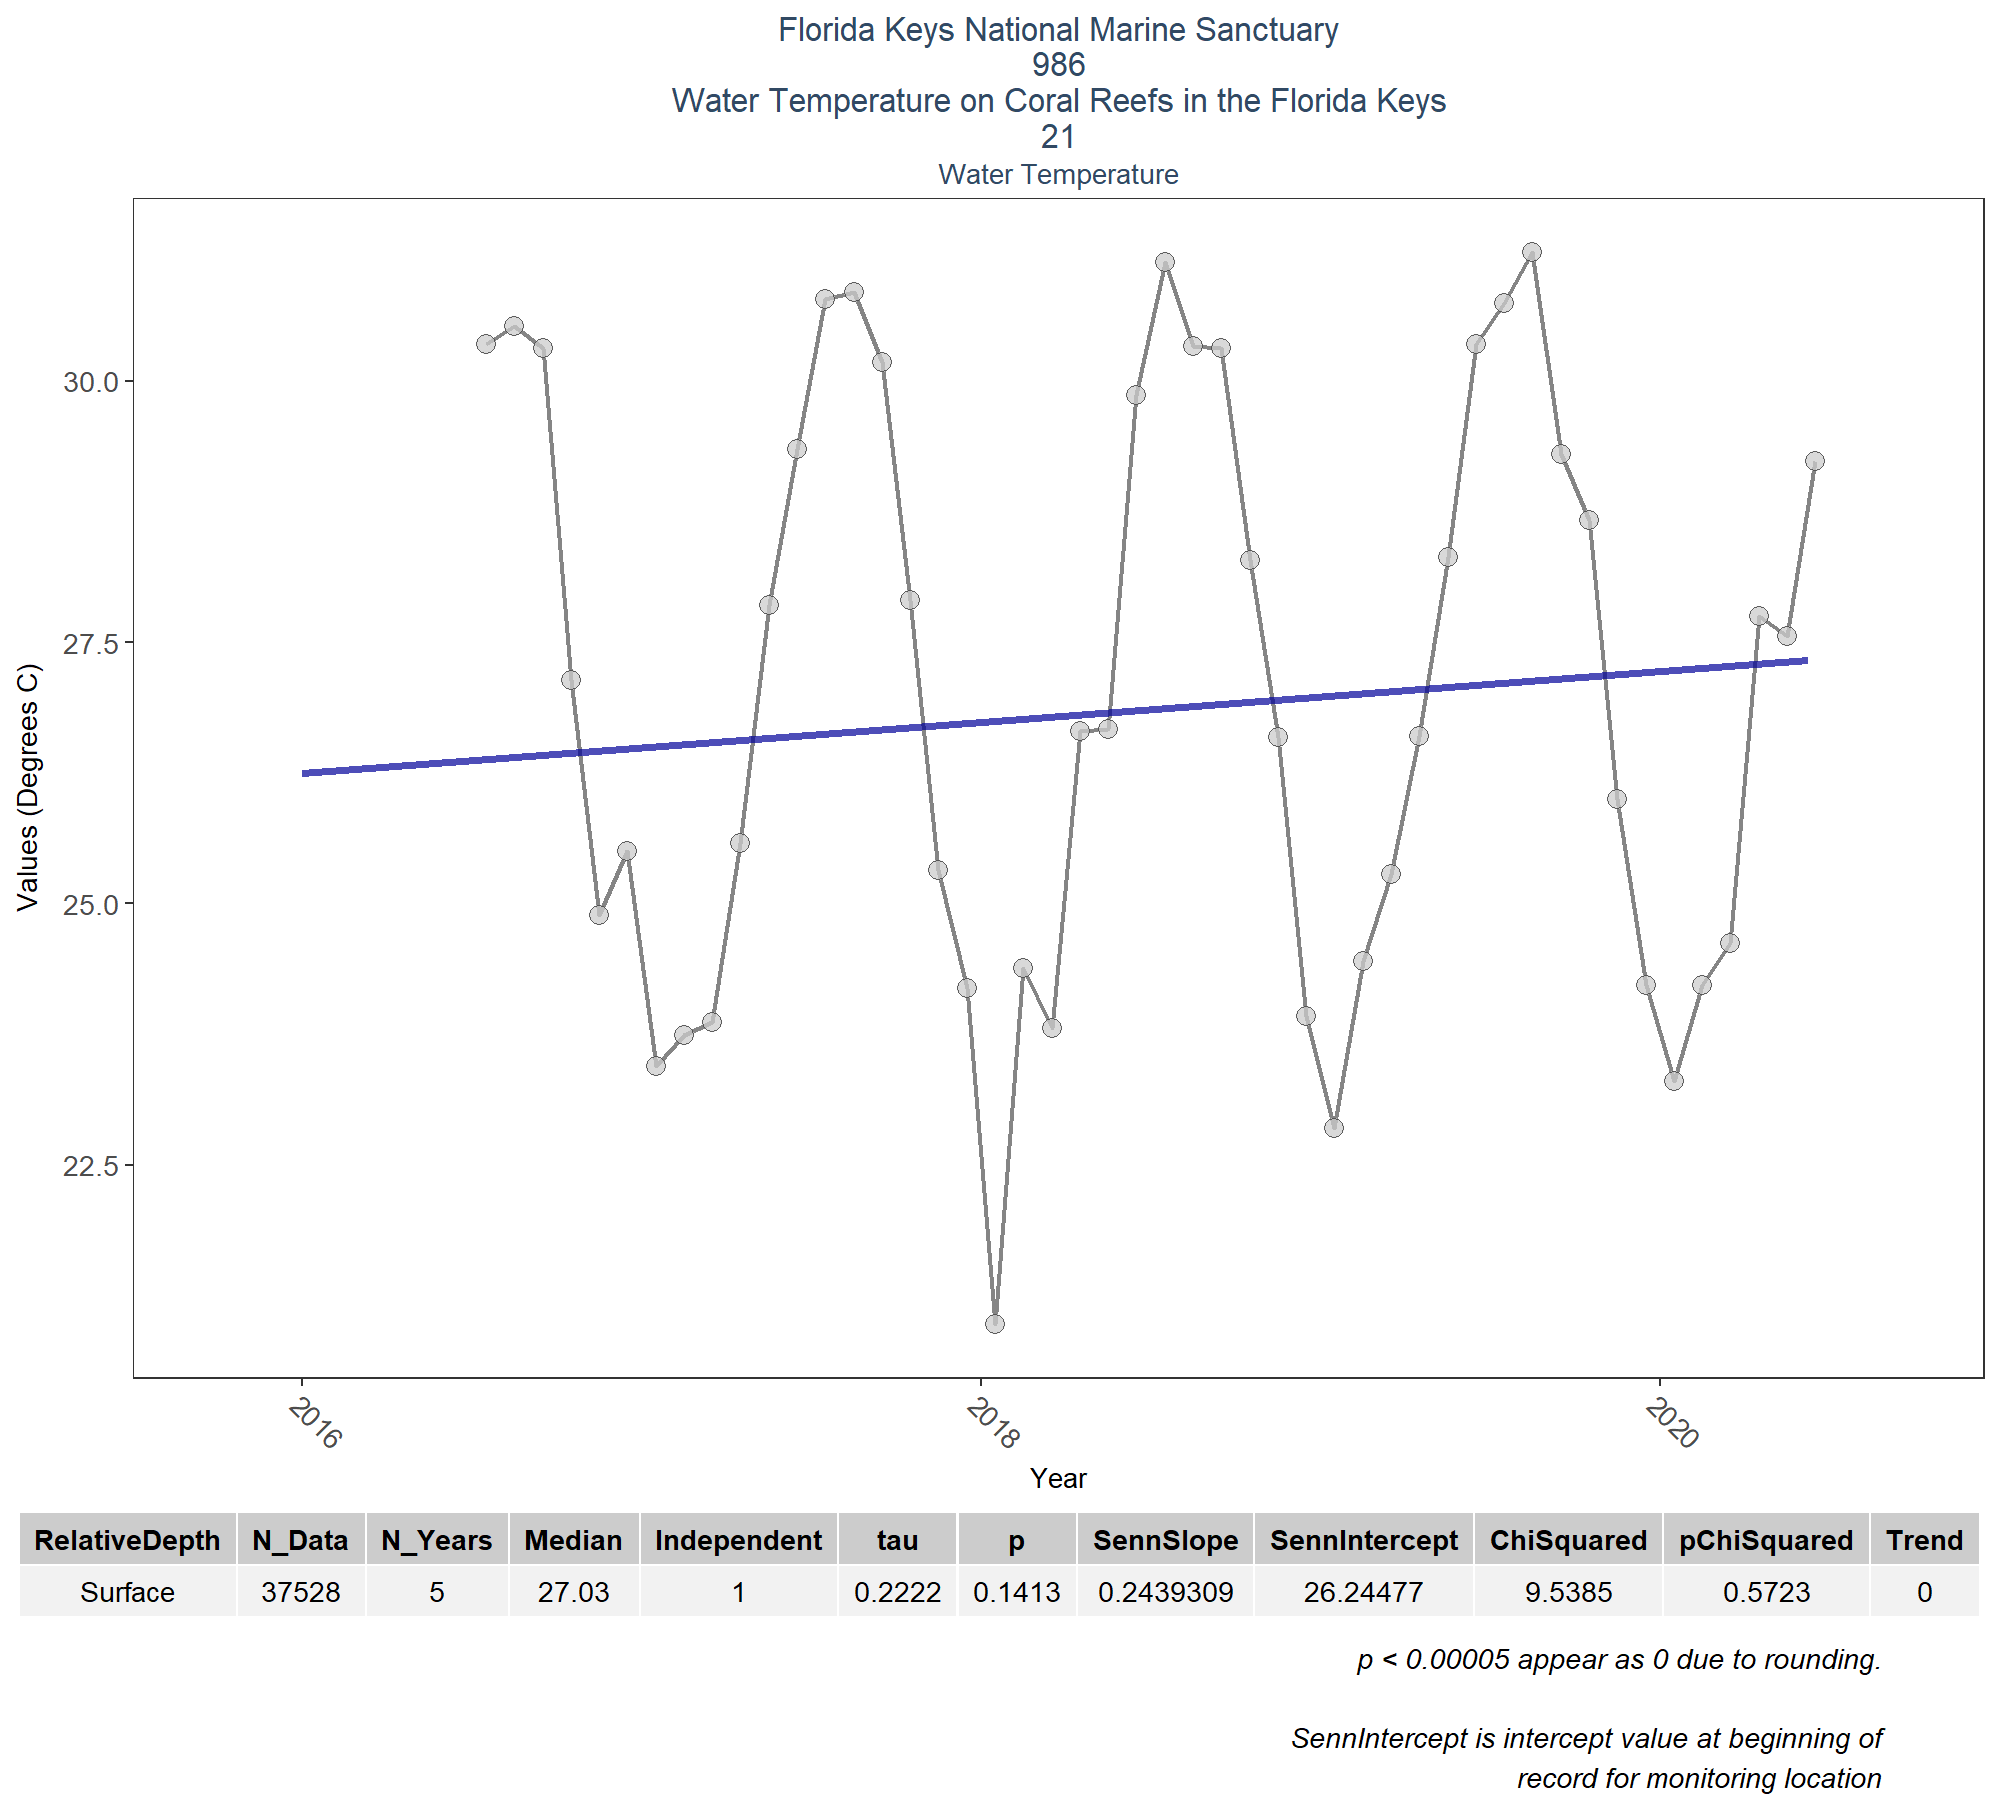 Florida Keys National Marine Sanctuary
986
Water Temperature on Coral Reefs in the Florida Keys
21
Water Temperature
Values (Degrees C)
30.0
27.5
25.0
22.5
2016 2018 2020
Year
RelativeDepth N_Data N_Years Median Independent tau p SennSlope SennIntercept ChiSquared pChiSquared Trend
Surface 37528 5 27.03 1 0.2222 0.1413 0.2439309 26.24477 9.5385 0.5723 0
p < 0.00005 appear as 0 due to rounding.
SennIntercept is intercept value at beginning of
record for monitoring location